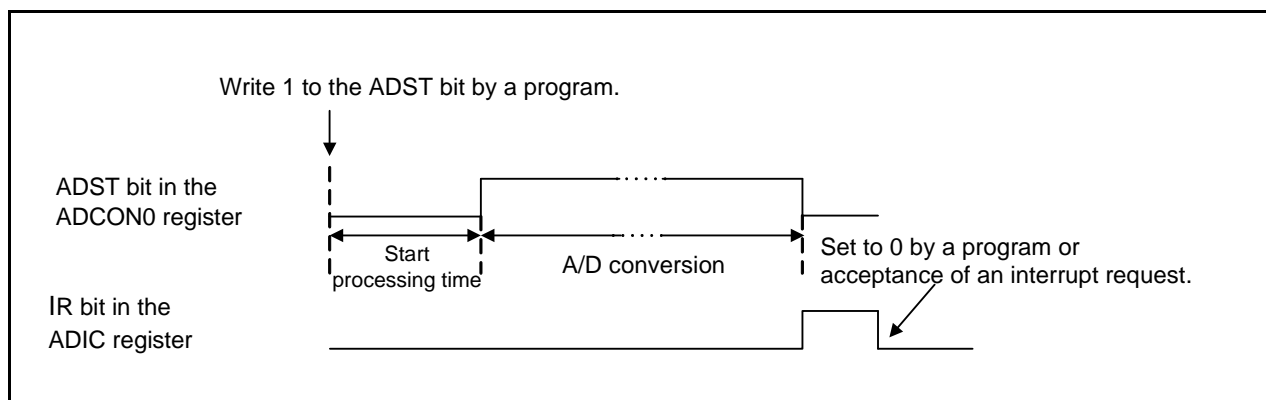 Write 1 to the ADST bit by a program.
ADST bit in the
ADCON0 register
Start
processing time
A/D conversion
Set to 0 by a program or
acceptance of an interrupt request.
IR bit in the
ADIC register